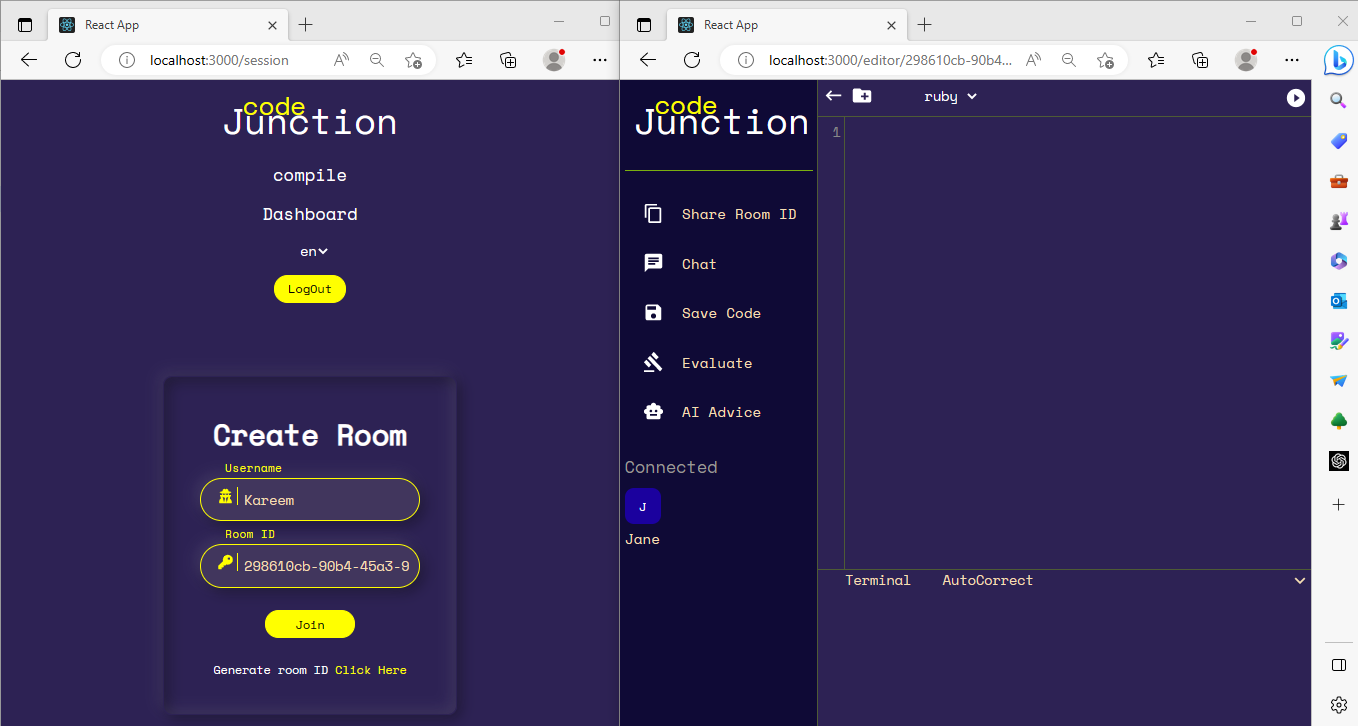 React App
localhost:3000/session
code
Junction
compile
Dashboard
en
LogOut
Create Room
Username
Kareem
Room ID
298610cb-90b4-45a3-9
Join
Generate room ID Click Here
React App
localhost:3000/editor/298610cb-90b4...
code
Junction
Share Room ID
Chat
Save Code
Evaluate
AI Advice
Connected
J
Jane
ruby
1
Terminal AutoCorrect